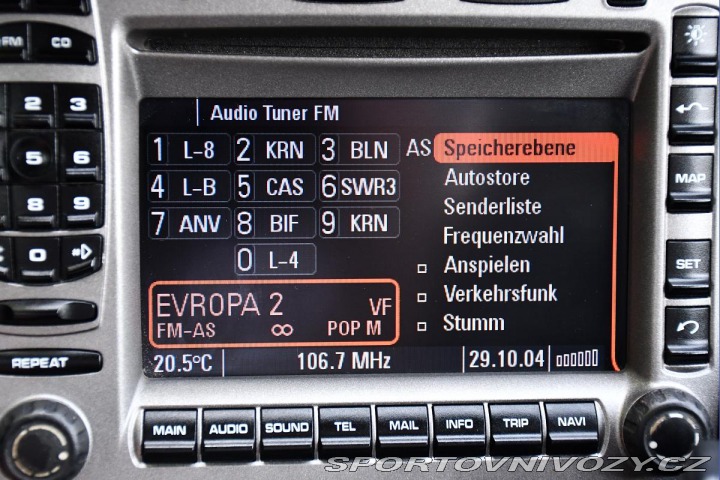 FM CD
Audio Tuner FM
1 L-8 2 KRN 3 BLN AS Speicherebene
4 L-B 5 CAS 6 SWR3 Autostore
7 ANV 8 BIF 9 KRN Senderliste
0 L-4 Frequenzwahl
Anspielen
Verkehrsfunk
Stumm
EVROPA 2 VF
FM-AS ∞ POP M
20.5°C 106.7 MHz 29.10.04
2 3
5 6
8 9
0
REPEAT
MAP
SET
MAIN AUDIO SOUND TEL MAIL INFO TRIP NAVI
SPORTOVNÍVOZY.CZ